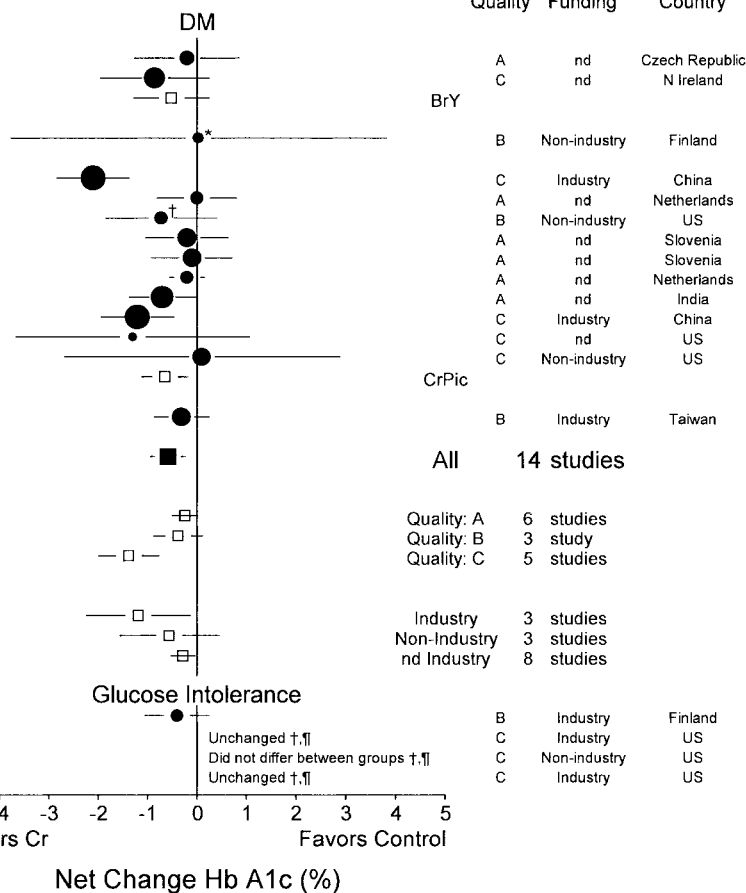 Quality Funding Country
DM
A nd Czech Republic
C nd N Ireland
BrY
*
B Non-industry Finland
C Industry China
A nd Netherlands
† B Non-industry US
A nd Slovenia
A nd Slovenia
A nd Netherlands
A nd India
C Industry China
C nd US
C Non-industry US
CrPic
B Industry Taiwan
All 14 studies
Quality: A 6 studies
Quality: B 3 study
Quality: C 5 studies
Industry 3 studies
Non-Industry 3 studies
nd Industry 8 studies
Glucose Intolerance
B Industry Finland
Unchanged †,¶ C Industry US
Did not differ between groups †,¶ C Non-industry US
Unchanged †,¶ C Industry US
4 -3 -2 -1 0 1 2 3 4 5
rs Cr Favors Control
Net Change Hb A1c (%)